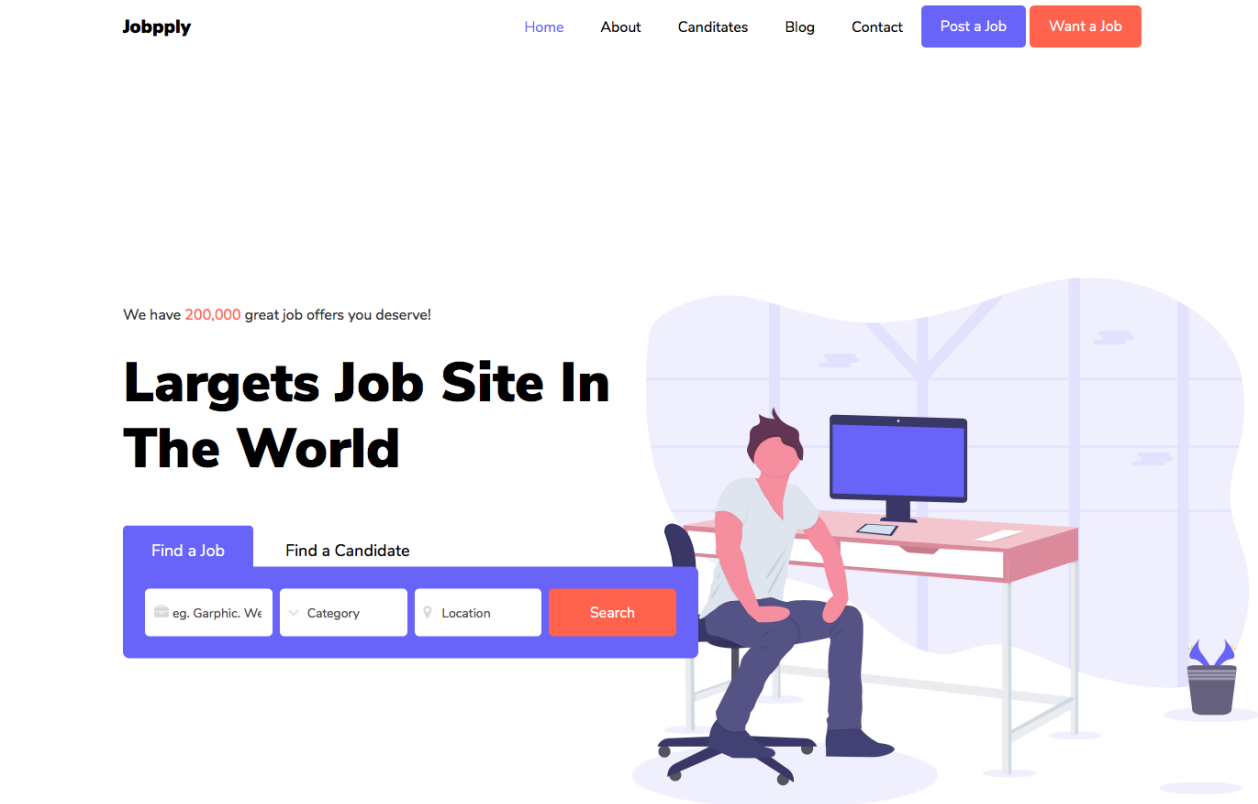 Jobpply
Home About Canditates Blog Contact Post a Job Want a Job
We have 200,000 great job offers you deserve!
Largets Job Site In
The World
Find a Job Find a Candidate
eg. Garphic. We Category Location Search